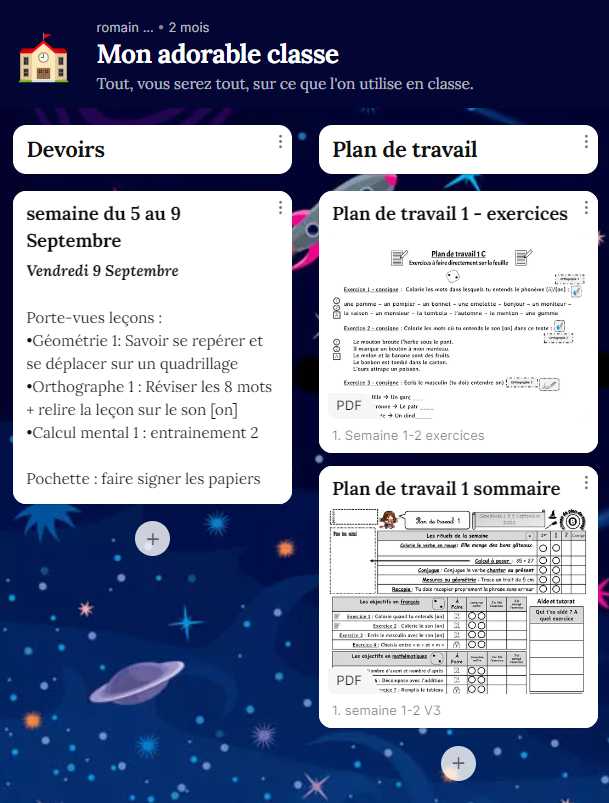 romain ... • 2 mois
Mon adorable classe
Tout, vous serez tout, sur ce que l'on utilise en classe.
Devoirs
semaine du 5 au 9
Septembre
Vendredi 9 Septembre
Porte-vues leçons :
•Géométrie 1: Savoir se repérer et
se déplacer sur un quadrillage
•Orthographe 1 : Réviser les 8 mots
+ relire la leçon sur le son [on]
•Calcul mental 1 : entrainement 2
Pochette : faire signer les papiers
Plan de travail
Plan de travail 1 - exercices
Plan de travail 1 C
Exercices à faire directement sur la feuille
Exercice 1 - consigne : Colorie les mots dans lesquels tu entends le phonème [õ]/[on] :
une pomme – un pompier – un bonnet – une omelette – bonjour – un moniteur –
la saison – un monsieur – la tombola – l'automne – le menton – une gomme
Exercice 2 - consigne : Colorie les mots où tu entends le son [on] dans ce texte :
Le mouton broute l'herbe sous le pont.
Il manque un bouton à mon manteau.
Le melon et la banane sont des fruits.
Le bonbon est tombé dans le carton.
L'ours attrape un poisson.
Exercice 3 - consigne : Ecris le masculin (tu dois entendre on)
PDF
1. Semaine 1-2 exercices
Plan de travail 1 sommaire
Plan de travail 1
Les rituels de la semaine
Colorie le verbe en rouge: Elle mange des bons gâteaux.
Calcul à poser : 35 + 27
Conjugue : Conjugue le verbe chanter au présent
Mesures ou géométrie : Trace un trait de 5 cm
Recopie : Tu dois recopier proprement la phrase sans erreur
Les objectifs en français
A Faire
Aide et tutorat
Qui t'as aidé ? A
quel exercice
Exercice 1 : Colorie quand tu entends [on]
Exercice 2 : Colorie le son [on]
Exercice 3 : Ecris le masculin avec le son [on]
Exercice 4 : Choisis entre « n » et « m »
Les objectifs en mathématiques
A Faire
: Décompose avec l'addition
: Remplis le tableau
PDF
1. semaine 1-2 V3